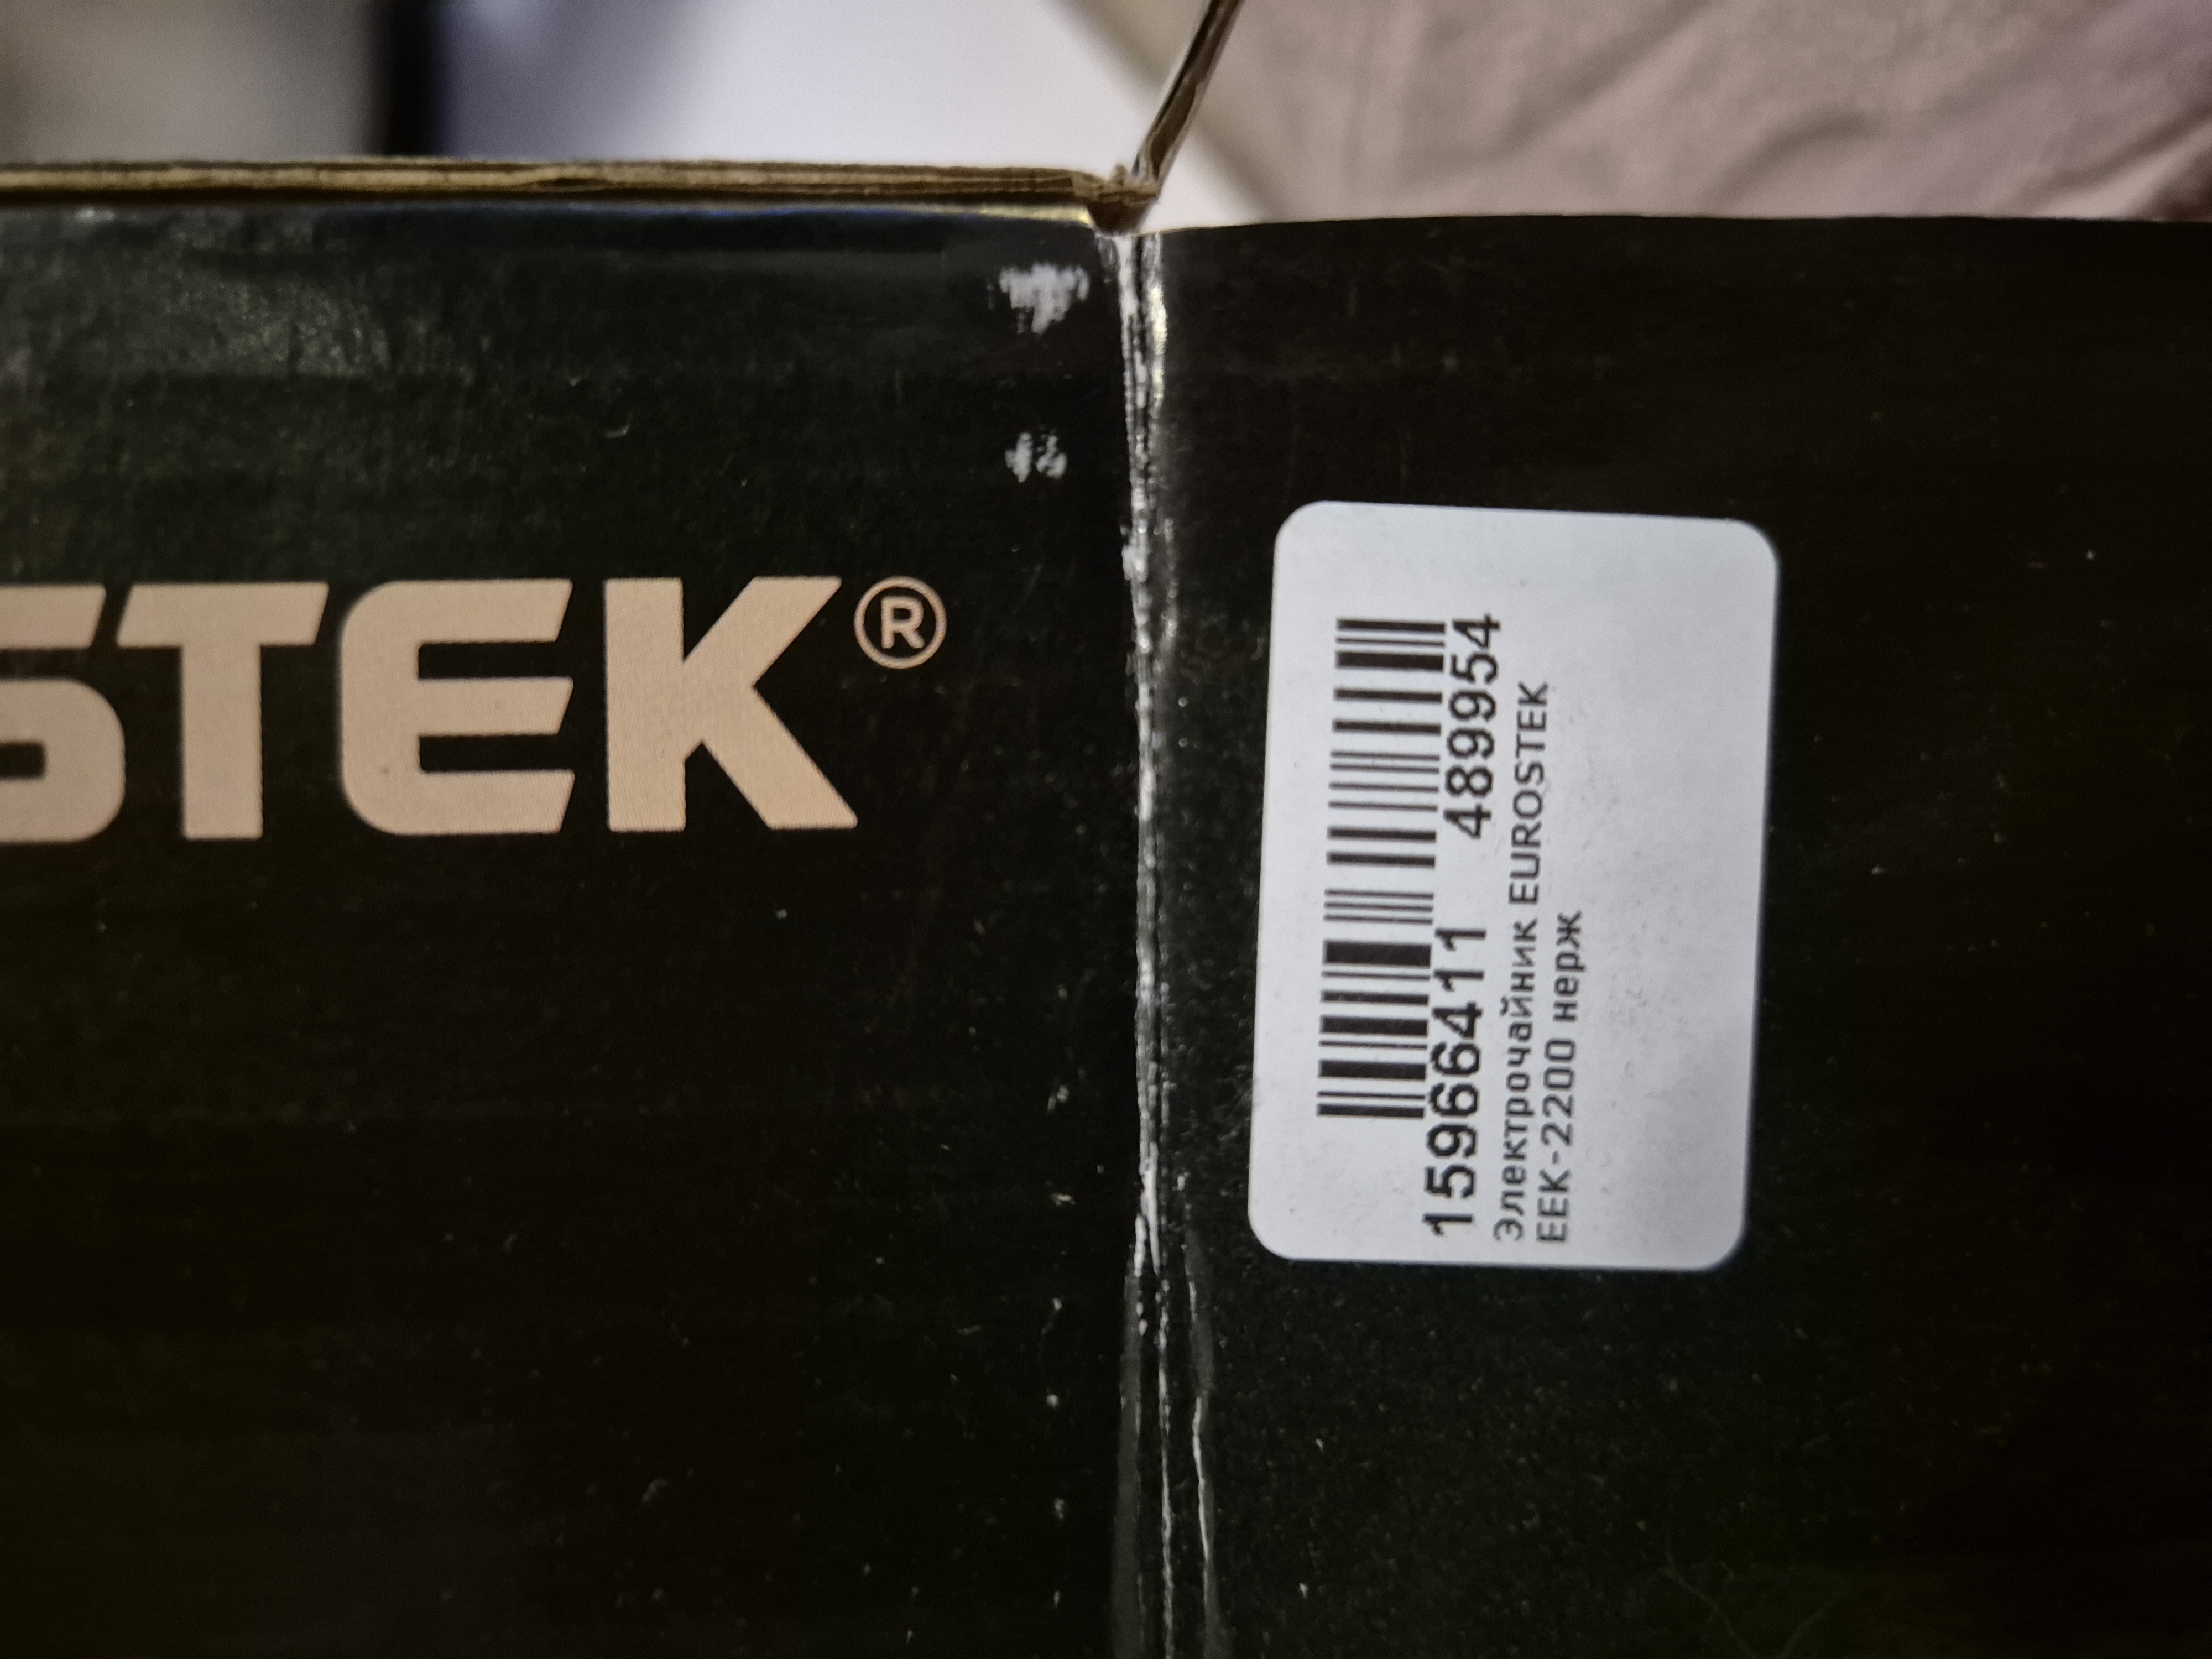 STEK®
15966411 489954
Электрочайник EUROSTEK
EEK-2200 нерж